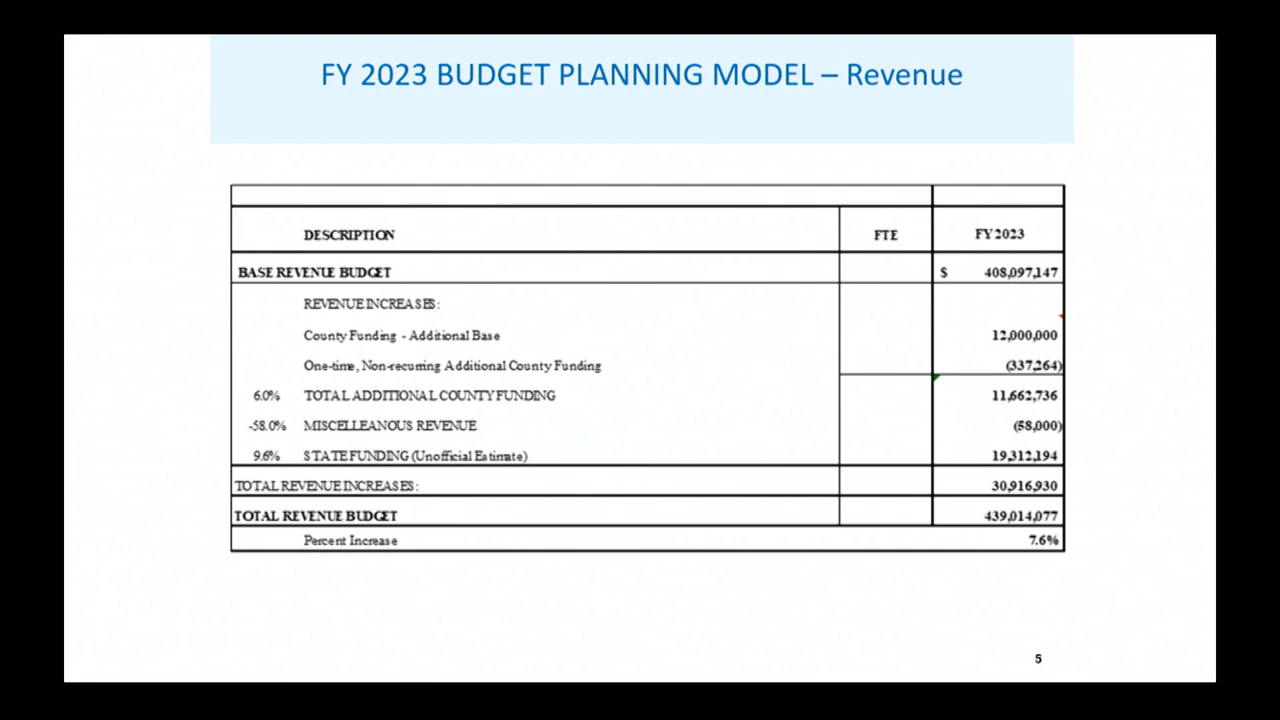 FY 2023 BUDGET PLANNING MODEL – Revenue
DESCRIPTION FTE FY 2023
BASE REVENUE BUDGET $ 408,097,147
REVENUE INCREASES:
County Funding - Additional Base 12,000,000
One-time, Non-recurring Additional County Funding (337,264)
6.0% TOTAL ADDITIONAL COUNTY FUNDING 11,662,736
-58.0% MISCELLEANOUS REVENUE (58,000)
9.6% STATE FUNDING (Unofficial Estimate) 19,312,194
TOTAL REVENUE INCREASES: 30,916,930
TOTAL REVENUE BUDGET 439,014,077
Percent Increase 7.6%
5